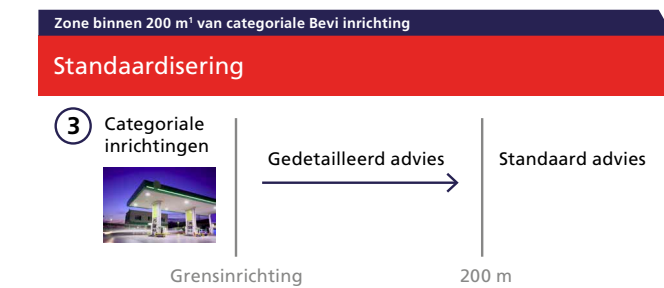 Zone binnen 200 m¹ van categoriale Bevi inrichting
Standaardisering
3 Categoriale
inrichtingen
Gedetailleerd advies
Standaard advies
Grensinrichting
200 m